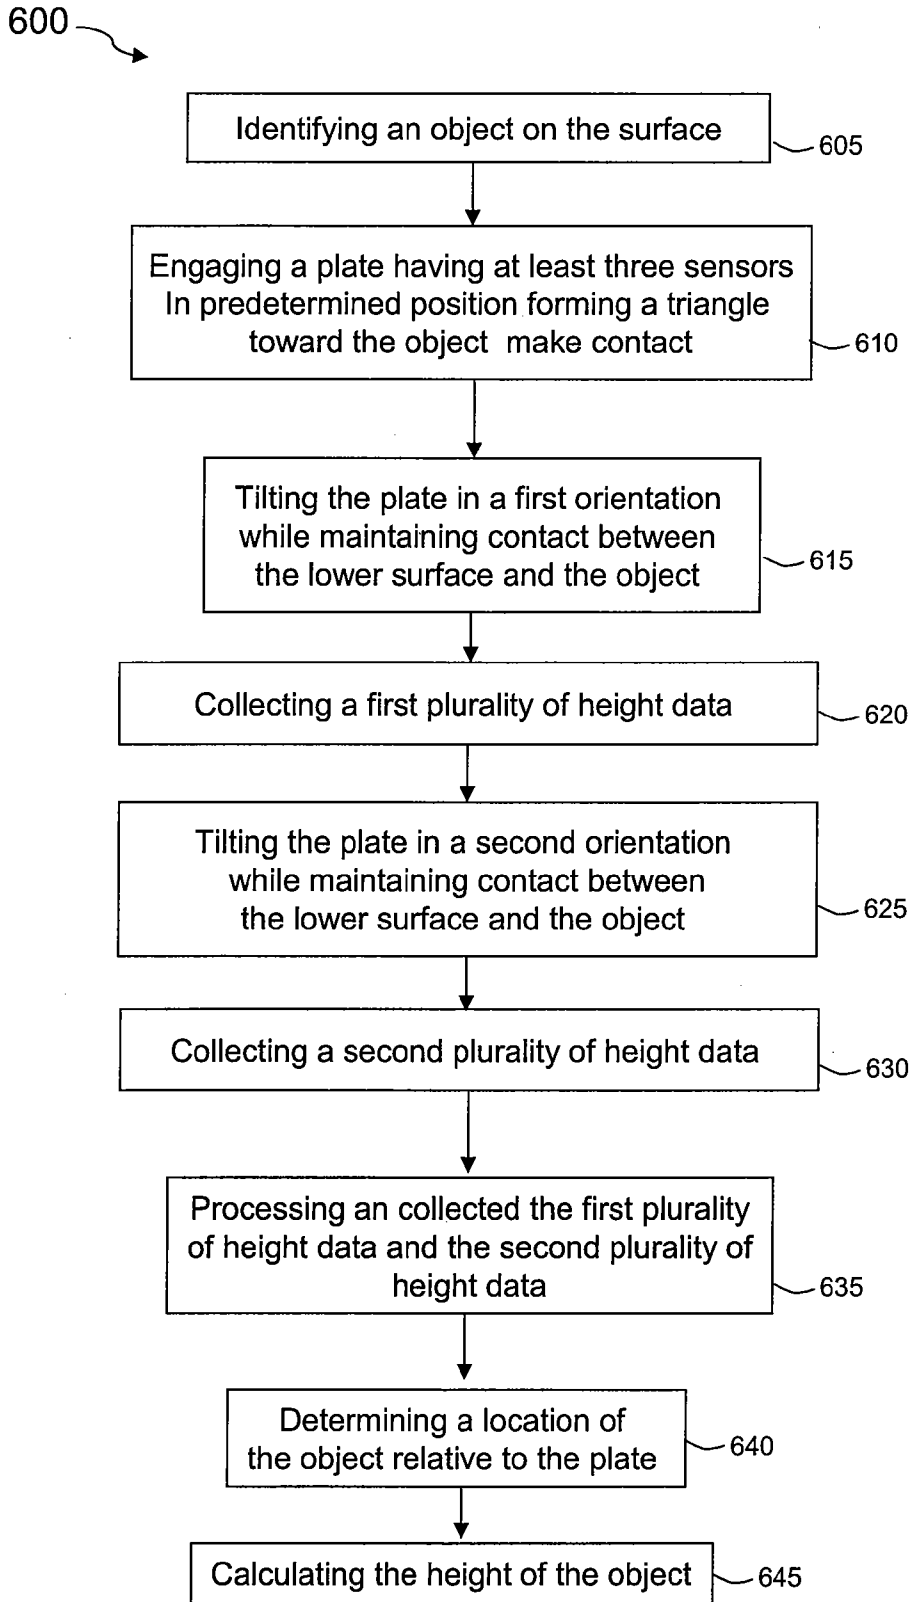 600
Identifying an object on the surface
605
Engaging a plate having at least three sensors
In predetermined position forming a triangle
toward the object make contact
610
Tilting the plate in a first orientation
while maintaining contact between
the lower surface and the object
615
Collecting a first plurality of height data
620
Tilting the plate in a second orientation
while maintaining contact between
the lower surface and the object
625
Collecting a second plurality of height data
630
Processing an collected the first plurality
of height data and the second plurality of
height data
635
Determining a location of
the object relative to the plate
640
Calculating the height of the object
645